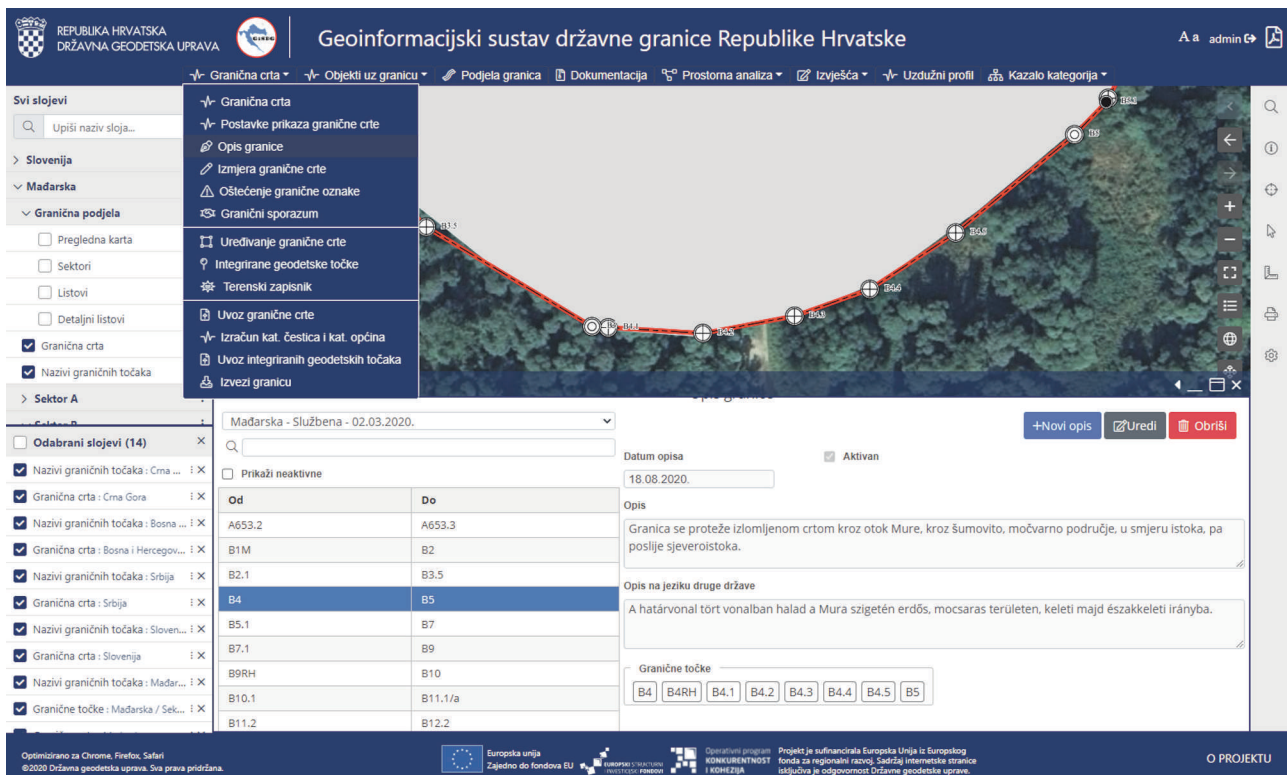 REPUBLIKA HRVATSKA
DRŽAVNA GEODETSKA UPRAVA
Geoinformacijski sustav državne granice Republike Hrvatske
A a admin
Granična crta
Objekti uz granicu
Podjela granica
Dokumentacija
Prostorna analiza
Izvješća
Uzdužni profil
Kazalo kategorija
Svi slojevi
Upiši naziv sloja...
Slovenija
Mađarska
Granična podjela
Pregledna karta
Sektori
Listovi
Detaljni listovi
Granična crta
Nazivi graničnih točaka
Sektor A
Granična crta
Postavke prikaza granične crte
Opis granice
Izmjera granične crte
Oštećenje granične oznake
Granični sporazum
Uređivanje granične crte
Integrirane geodetske točke
Terenski zapisnik
Uvoz granične crte
Izračun kat. čestica i kat. općina
Uvoz integriranih geodetskih točaka
Izvezi granicu
B5.1
B5
B4.5
B4.4
B4.3
B4.2
B4.1
B3.5
Odabrani slojevi (14)
Nazivi graničnih točaka : Crna ...
Granična crta : Crna Gora
Nazivi graničnih točaka : Bosna ...
Granična crta : Bosna i Hercegov...
Nazivi graničnih točaka : Srbija
Granična crta : Srbija
Nazivi graničnih točaka : Sloven...
Granična crta : Slovenija
Nazivi graničnih točaka : Mađar...
Granične točke : Mađarska / Sek...
Mađarska - Službena - 02.03.2020.
Prikaži neaktivne
Od Do
A653.2 A653.3
B1M B2
B2.1 B3.5
B4 B5
B5.1 B7
B7.1 B9
B9RH B10
B10.1 B11.1/a
B11.2 B12.2
+Novi opis Uredi Obriši
Datum opisa Aktivan
18.08.2020.
Opis
Granica se proteže izlomljenom crtom kroz otok Mure, kroz šumovito, močvarno područje, u smjeru istoka, pa
poslije sjeveroistoka.
Opis na jeziku druge države
A határvonal tört vonalban halad a Mura szigetén erdős, mocsaras területen, keleti majd északkeleti irányba.
Granične točke
B4 B4RH B4.1 B4.2 B4.3 B4.4 B4.5 B5
Optimizirano za Chrome, Firefox, Safari
©2020 Državna geodetska uprava. Sva prava pridržana.
Europska unija
Zajedno do fondova EU
EUROPSKI STRUKTURNI
I INVESTICIJSKI FONDOVI
Operativni program
KONKURENTNOST
I KOHEZIJA
Projekt je sufinancirala Europska Unija iz Europskog
fonda za regionalni razvoj. Sadržaj internetske stranice
isključiva je odgovornost Državne geodetske uprave.
O PROJEKTU